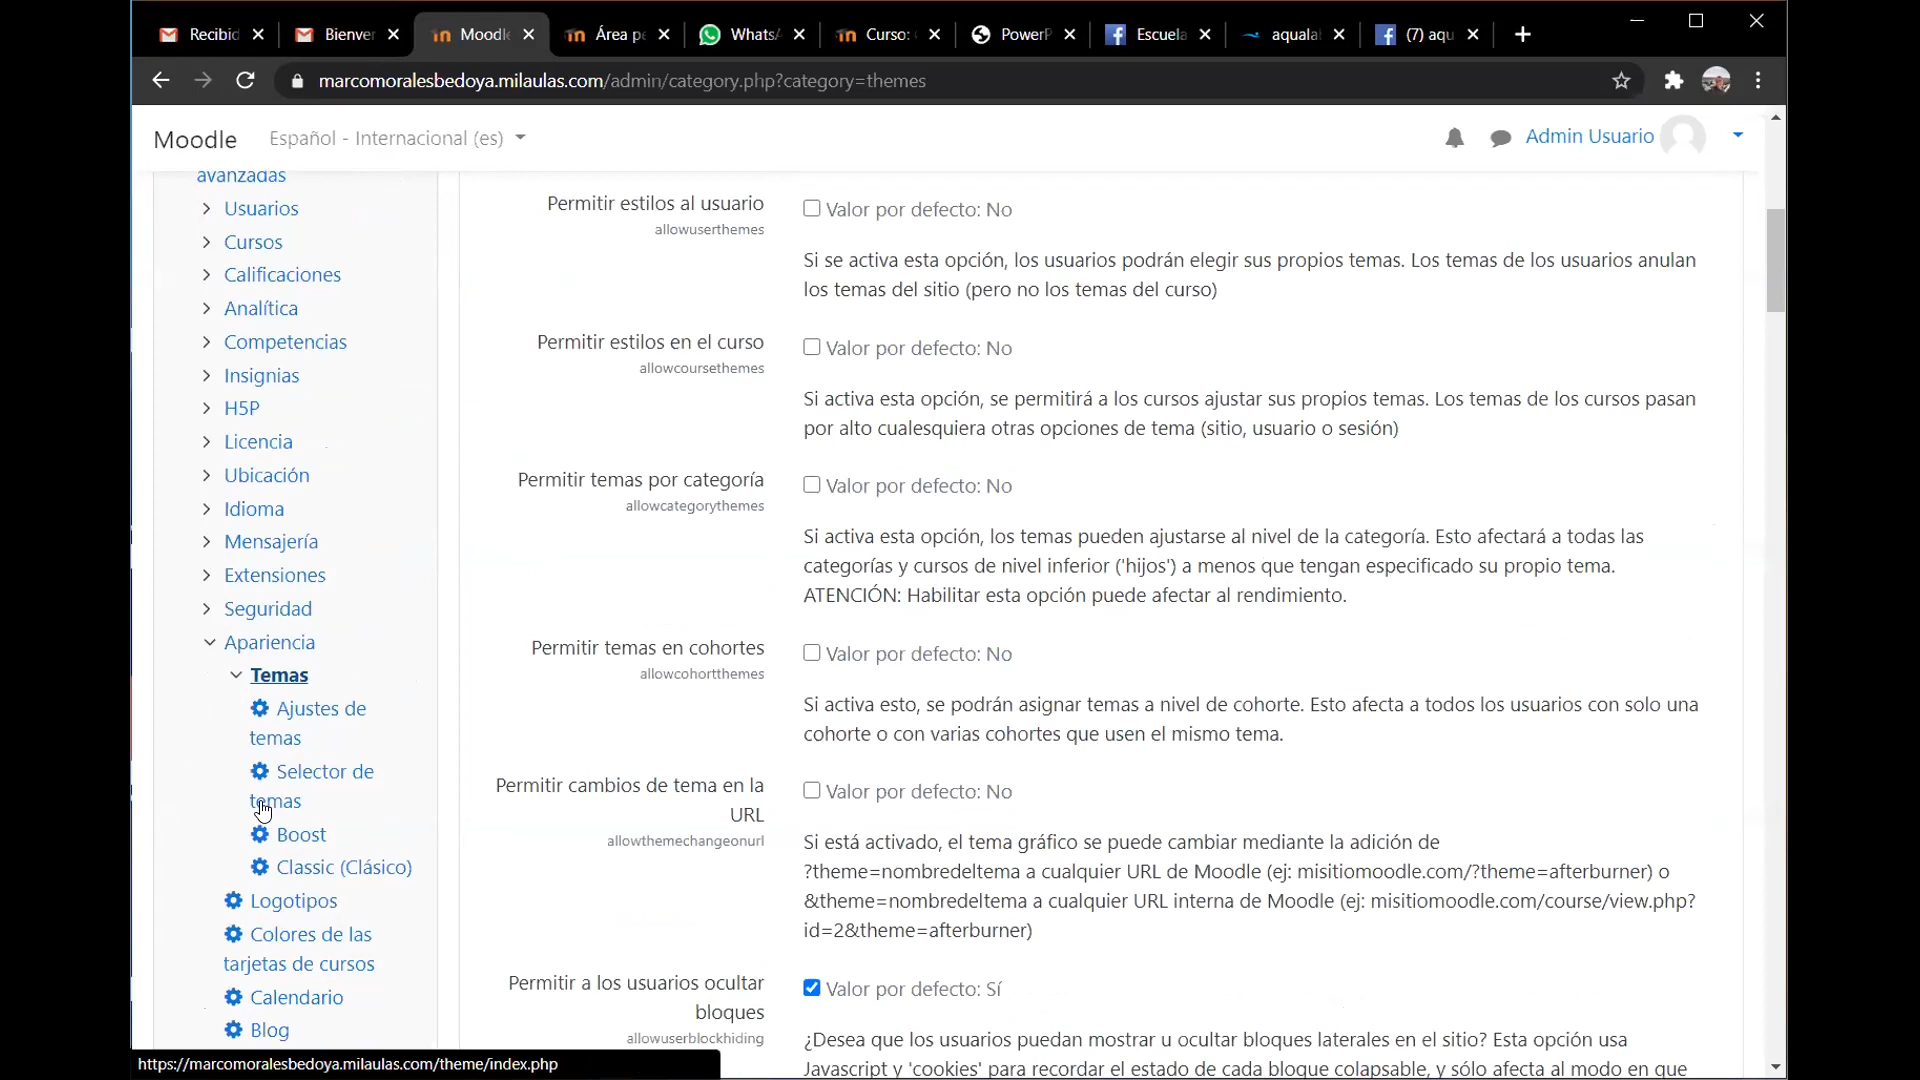 Recibid
Bienver
Moodle
Área pe
WhatsA
Curso:
PowerP
Escuela
aqualal
(7) aqu
marcomoralesbedoya.milaulas.com/admin/category.php?category=themes
Moodle
Español - Internacional (es)
Admin Usuario
avanzadas
Usuarios
Cursos
Calificaciones
Analítica
Competencias
Insignias
H5P
Licencia
Ubicación
Idioma
Mensajería
Extensiones
Seguridad
Apariencia
Temas
Ajustes de
temas
Selector de
temas
Boost
Classic (Clásico)
Logotipos
Colores de las
tarjetas de cursos
Calendario
Blog
Permitir estilos al usuario
allowuserthemes
Valor por defecto: No
Si se activa esta opción, los usuarios podrán elegir sus propios temas. Los temas de los usuarios anulan
los temas del sitio (pero no los temas del curso)
Permitir estilos en el curso
allowcoursethemes
Valor por defecto: No
Si activa esta opción, se permitirá a los cursos ajustar sus propios temas. Los temas de los cursos pasan
por alto cualesquiera otras opciones de tema (sitio, usuario o sesión)
Permitir temas por categoría
allowcategorythemes
Valor por defecto: No
Si activa esta opción, los temas pueden ajustarse al nivel de la categoría. Esto afectará a todas las
categorías y cursos de nivel inferior ('hijos') a menos que tengan especificado su propio tema.
ATENCIÓN: Habilitar esta opción puede afectar al rendimiento.
Permitir temas en cohortes
allowcohortthemes
Valor por defecto: No
Si activa esto, se podrán asignar temas a nivel de cohorte. Esto afecta a todos los usuarios con solo una
cohorte o con varias cohortes que usen el mismo tema.
Permitir cambios de tema en la
URL
allowthemechangeonurl
Valor por defecto: No
Si está activado, el tema gráfico se puede cambiar mediante la adición de
?theme=nombredeltema a cualquier URL de Moodle (ej: misitiomoodle.com/?theme=afterburner) o
&theme=nombredeltema a cualquier URL interna de Moodle (ej: misitiomoodle.com/course/view.php?
id=2&theme=afterburner)
Permitir a los usuarios ocultar
bloques
allowuserblockhiding
Valor por defecto: Sí
¿Desea que los usuarios puedan mostrar u ocultar bloques laterales en el sitio? Esta opción usa
Javascript y 'cookies' para recordar el estado de cada bloque colapsable, y sólo afecta al modo en que
https://marcomoralesbedoya.milaulas.com/theme/index.php